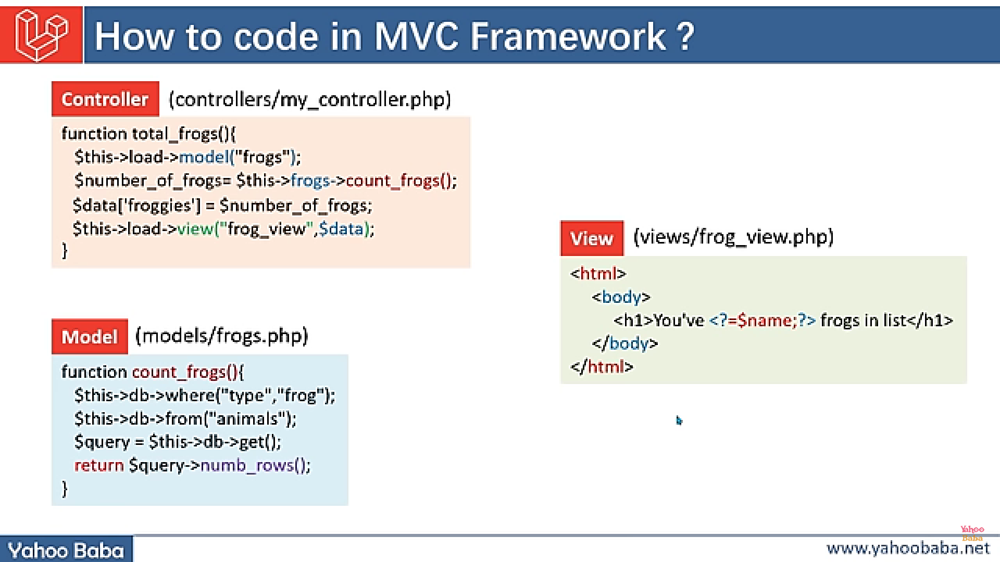 How to code in MVC Framework ?
Controller (controllers/my_controller.php)
function total_frogs(){
$this->load->model("frogs");
$number_of_frogs= $this->frogs->count_frogs();
$data['froggies'] = $number_of_frogs;
$this->load->view("frog_view",$data);
}
Model (models/frogs.php)
function count_frogs(){
$this->db->where("type","frog");
$this->db->from("animals");
$query = $this->db->get();
return $query->numb_rows();
}
View (views/frog_view.php)
<html>
<body>
<h1>You've <?=$name;?> frogs in list</h1>
</body>
</html>
Yahoo
Baba
Yahoo Baba
www.yahoobaba.net